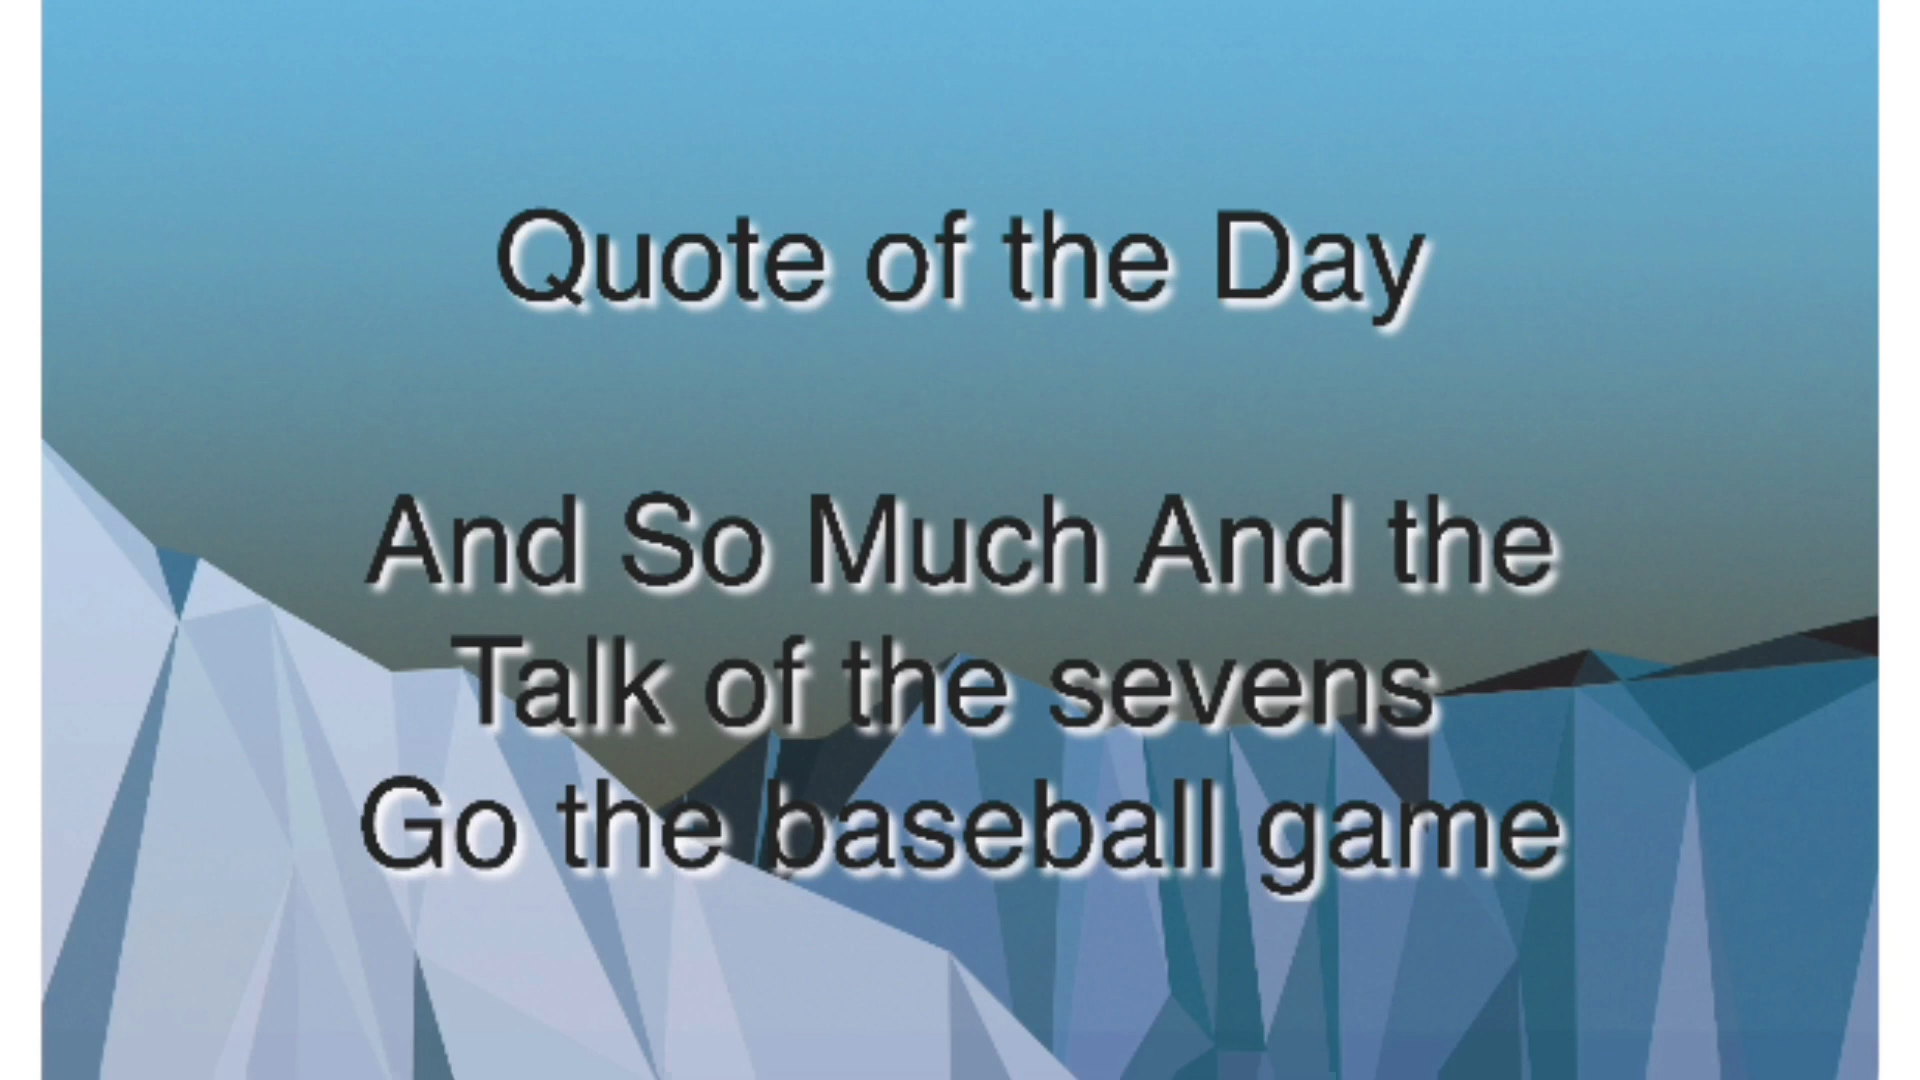 Quote of the Day
And So Much And the
Talk of the sevens
Go the baseball game